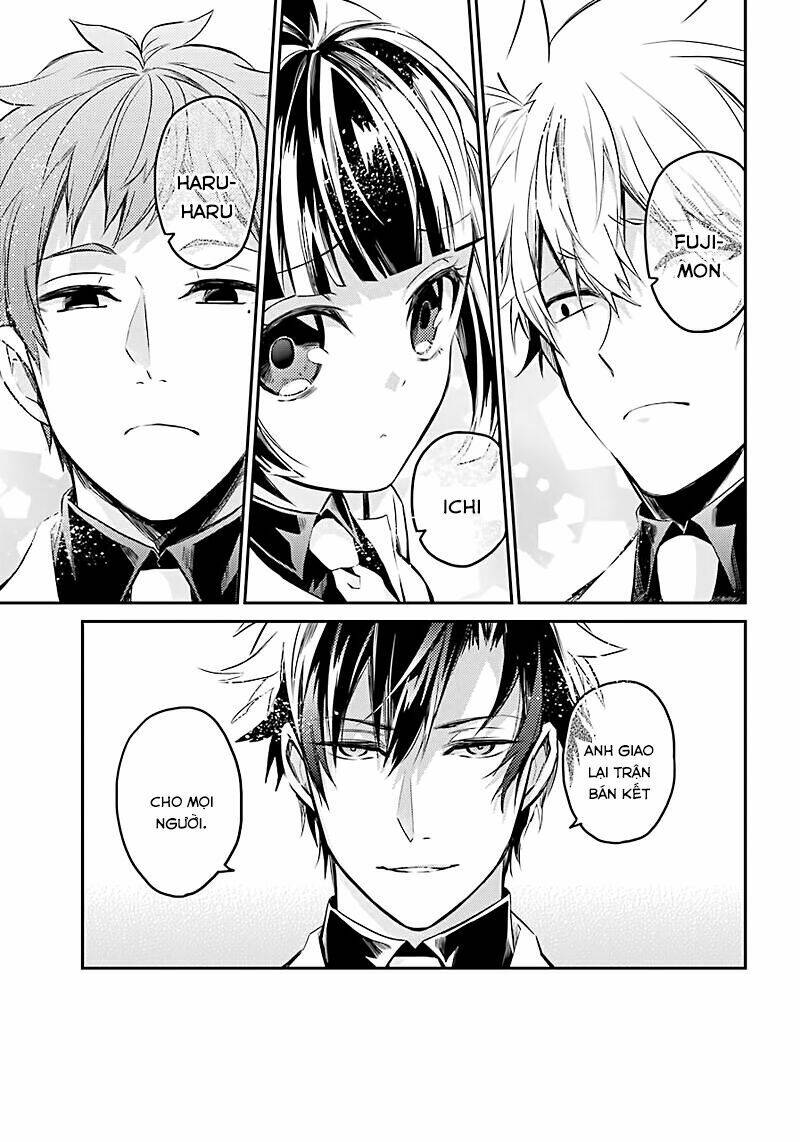 FUJI-
MON
ICHI
HARU-
HARU
ANH GIAO
LẠI TRẬN
BÁN KẾT
CHO MỌI
NGƯỜI.